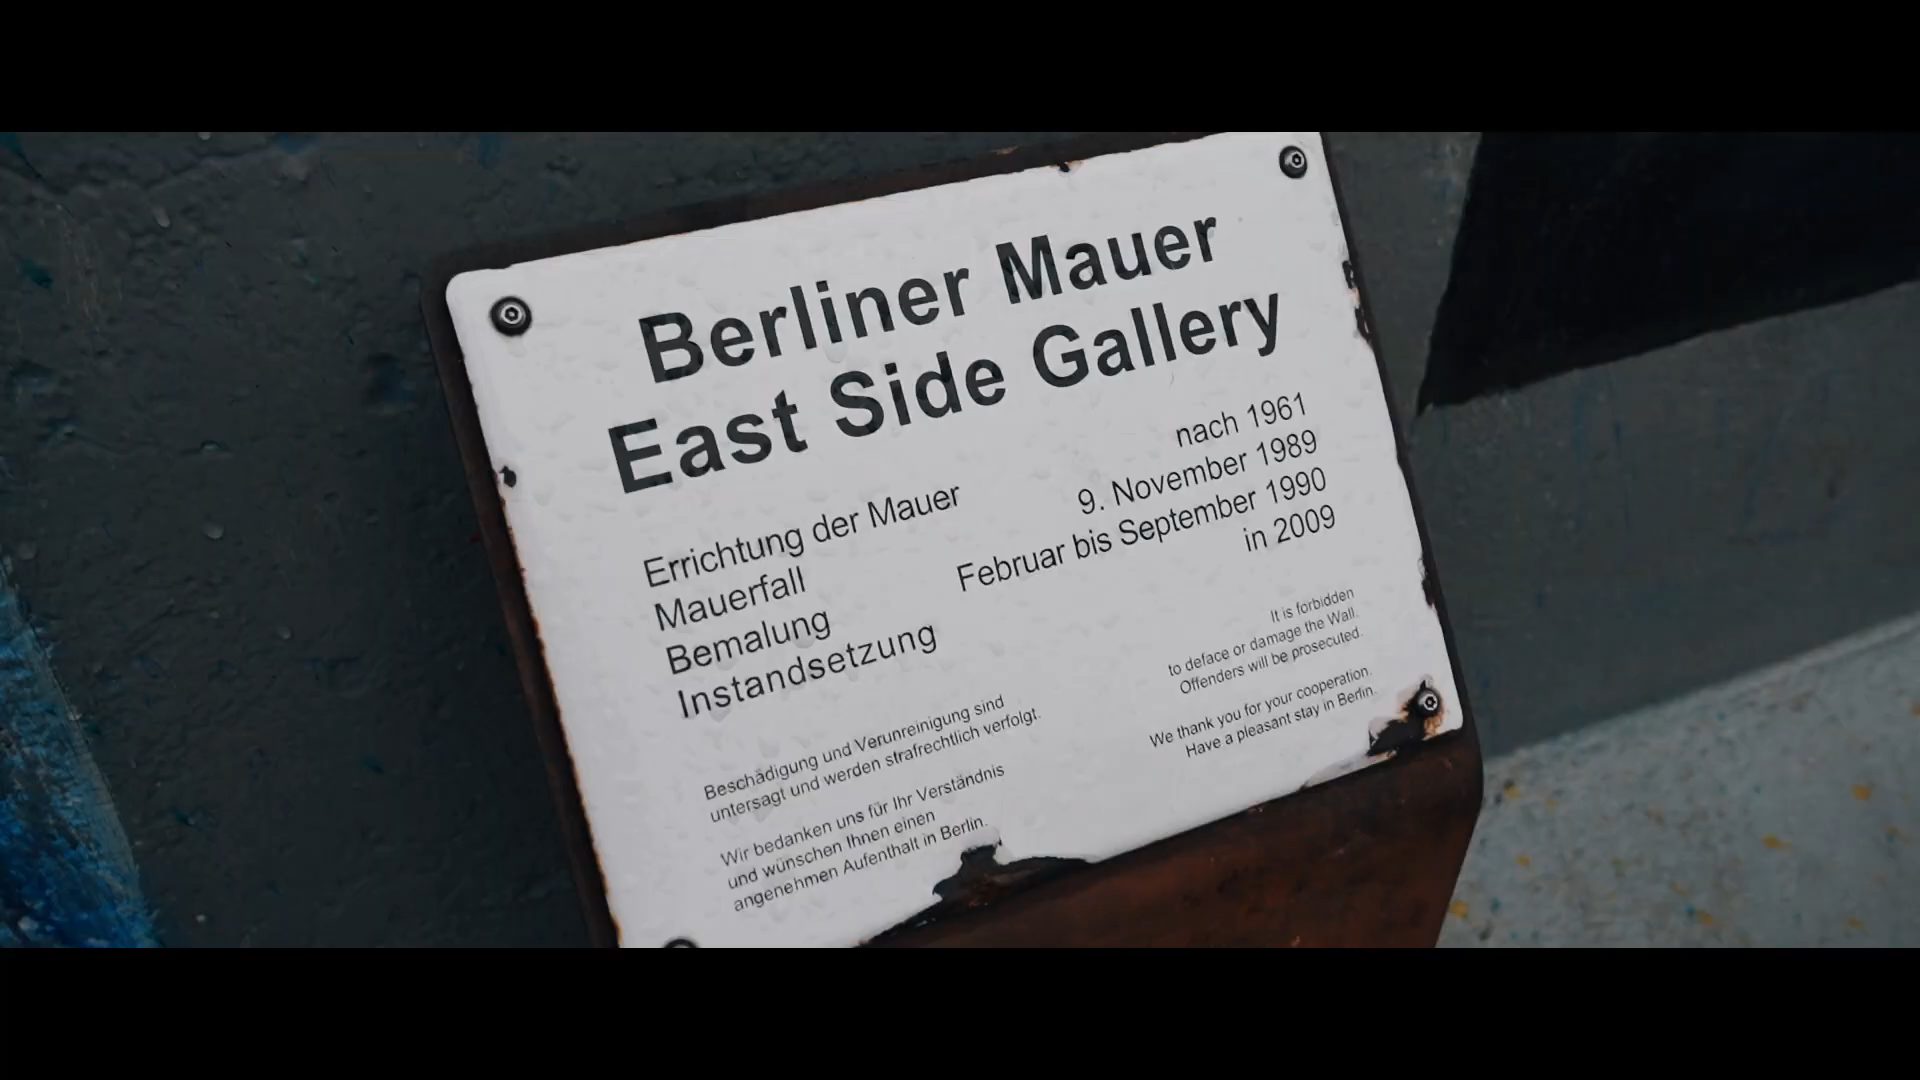 Berliner Mauer
East Side Gallery
Errichtung der Mauer nach 1961
Mauerfall 9. November 1989
Bemalung Februar bis September 1990
Instandsetzung in 2009
Beschädigung und Verunreinigung sind
untersagt und werden strafrechtlich verfolgt.
Wir bedanken uns für Ihr Verständnis
und wünschen Ihnen einen
angenehmen Aufenthalt in Berlin.
It is forbidden
to deface or damage the Wall.
Offenders will be prosecuted.
We thank you for your cooperation.
Have a pleasant stay in Berlin.